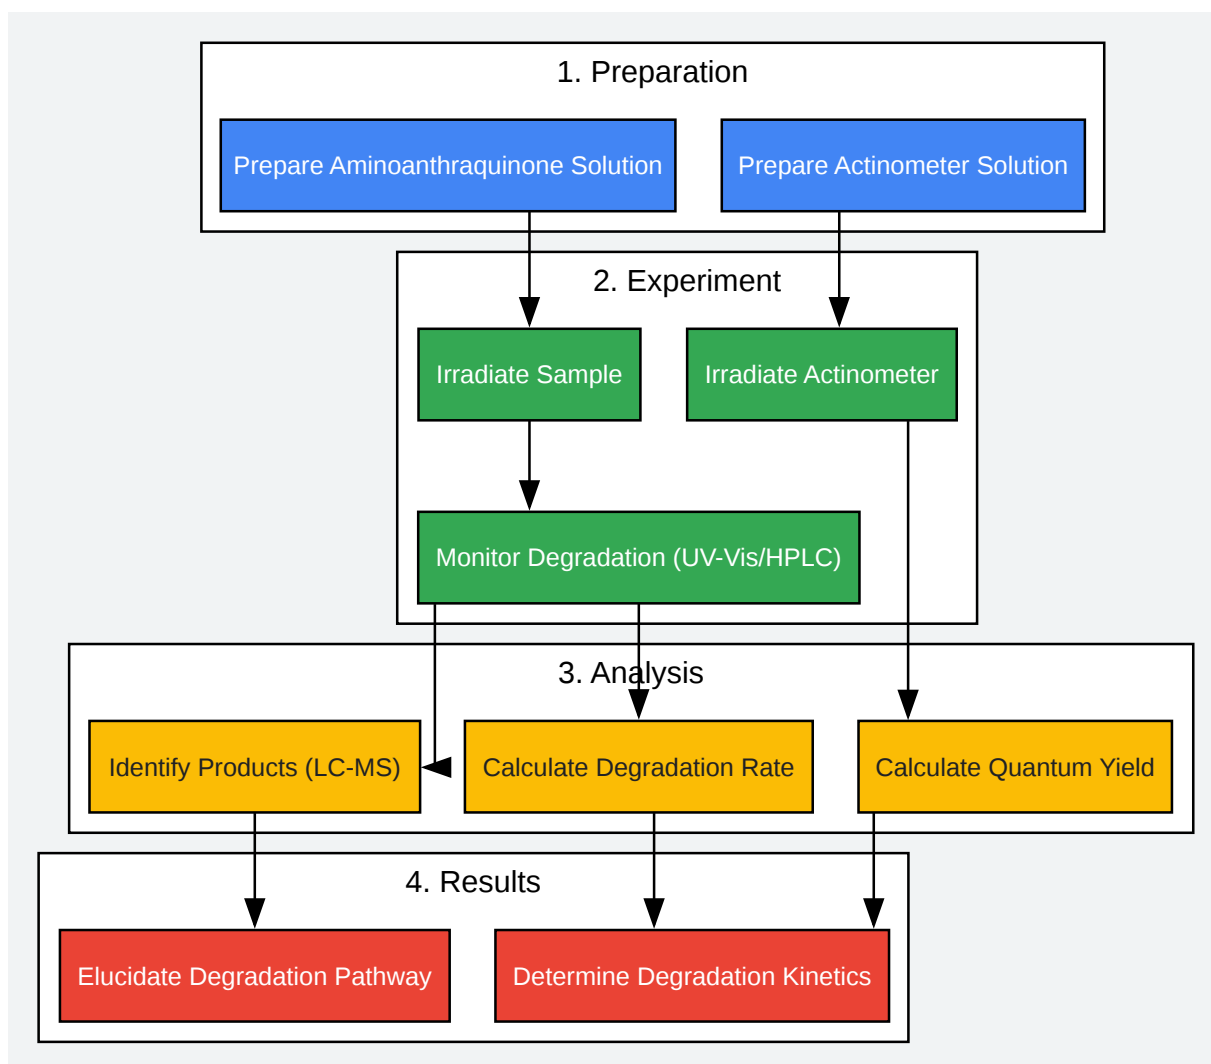 1. Preparation
Prepare Aminoanthraquinone Solution
Prepare Actinometer Solution
2. Experiment
Irradiate Sample
Irradiate Actinometer
Monitor Degradation (UV-Vis/HPLC)
3. Analysis
Identify Products (LC-MS)
Calculate Degradation Rate
Calculate Quantum Yield
4. Results
Elucidate Degradation Pathway
Determine Degradation Kinetics